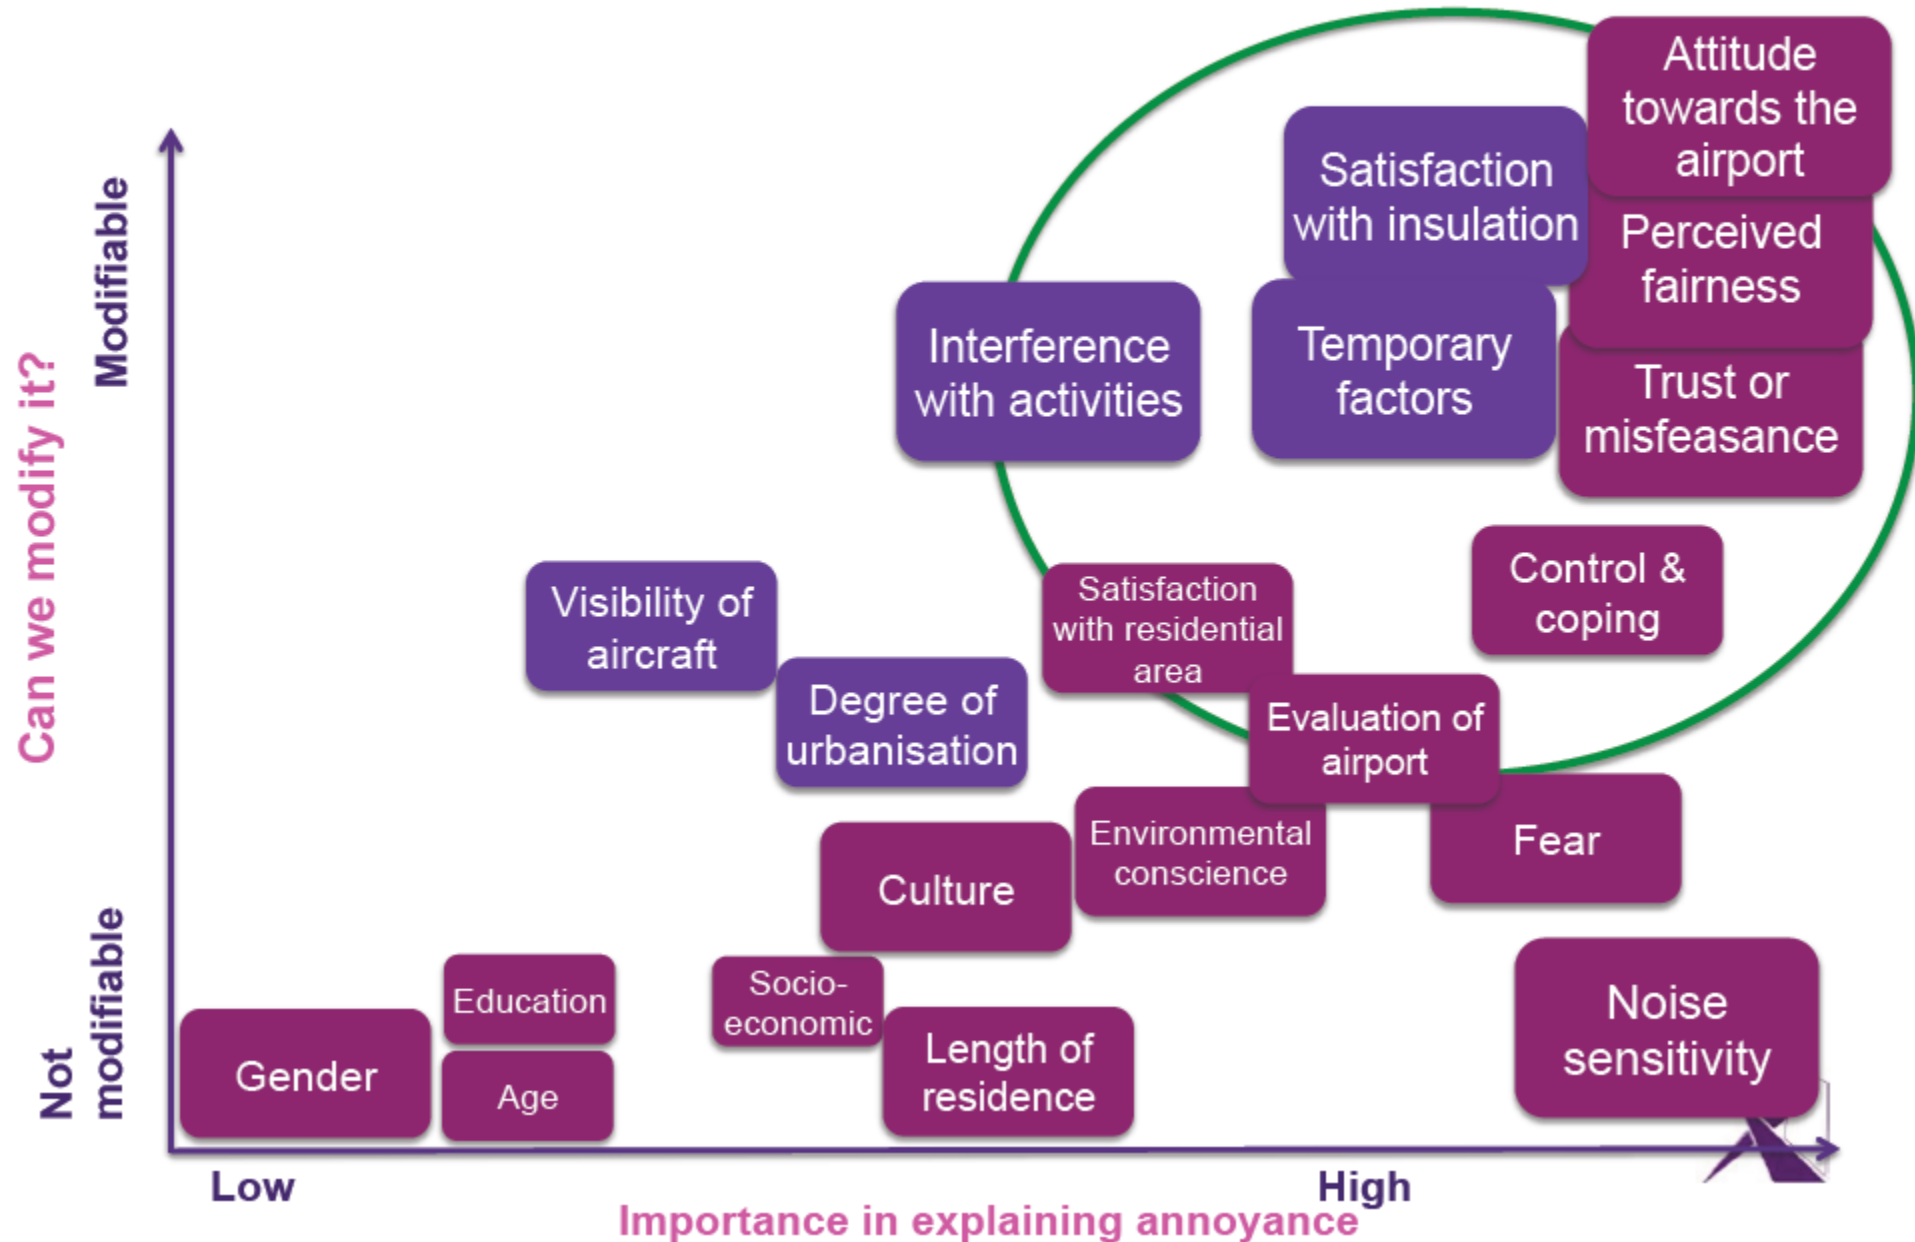 Attitude
towards the
airport
Satisfaction
with insulation
Perceived
fairness
Interference
with activities
Temporary
factors
Trust or
misfeasance
Modifiable
Can we modify it?
Control &
coping
Satisfaction
with residential
area
Visibility of
aircraft
Degree of
urbanisation
Evaluation of
airport
Environmental
conscience
Fear
Culture
Not
modifiable
Education
Socio-
economic
Noise
sensitivity
Gender
Age
Length of
residence
Low
High
Importance in explaining annoyance